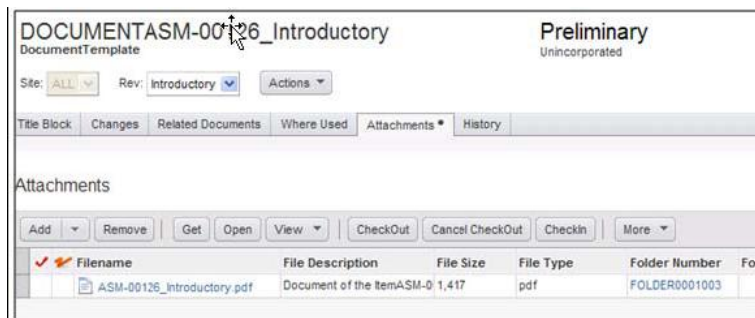 DOCUMENTASM-00126_Introductory Preliminary
DocumentTemplate Unincorporated
Site: ALL Rev: Introductory Actions
Title Block Changes Related Documents Where Used Attachments * History
Attachments
Add Remove Get Open View CheckOut Cancel CheckOut CheckIn More
Filename File Description File Size File Type Folder Number Fo
ASM-00126_Introductory.pdf Document of the ItemASM-0 1,417 pdf FOLDER0001003